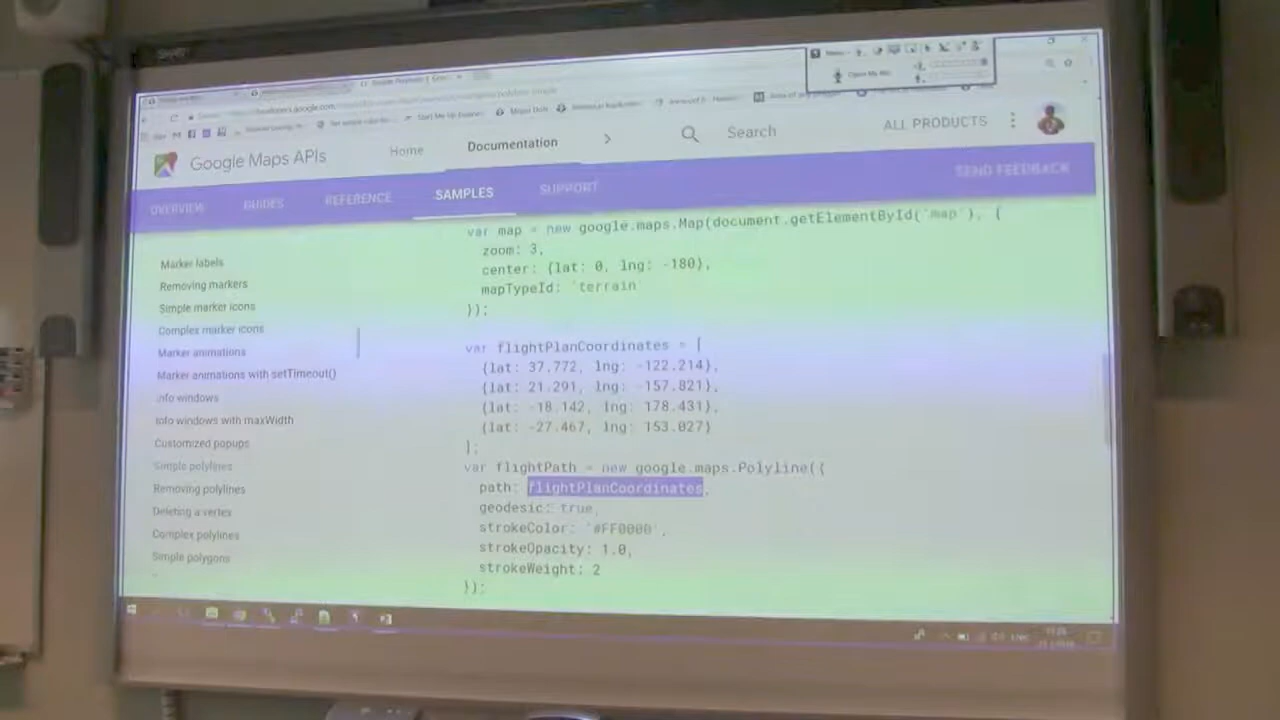 Google Maps APIs
Home
Documentation
Search
ALL PRODUCTS
OVERVIEW
GUIDES
REFERENCE
SAMPLES
SUPPORT
SEND FEEDBACK
Marker labels
Removing markers
Simple marker icons
Complex marker icons
Marker animations
Marker animations with setTimeout()
Info windows
Info windows with maxWidth
Customized popups
Simple polylines
Removing polylines
Deleting a vertex
Complex polylines
Simple polygons
var map = new google.maps.Map(document.getElementById('map'), {
zoom: 3,
center: {lat: 0, lng: -180},
mapTypeId: 'terrain'
});
var flightPlanCoordinates = [
{lat: 37.772, lng: -122.214},
{lat: 21.291, lng: -157.821},
{lat: -18.142, lng: 178.431},
{lat: -27.467, lng: 153.027}
];
var flightPath = new google.maps.Polyline({
path: flightPlanCoordinates,
geodesic: true,
strokeColor: '#FF0000',
strokeOpacity: 1.0,
strokeWeight: 2
});